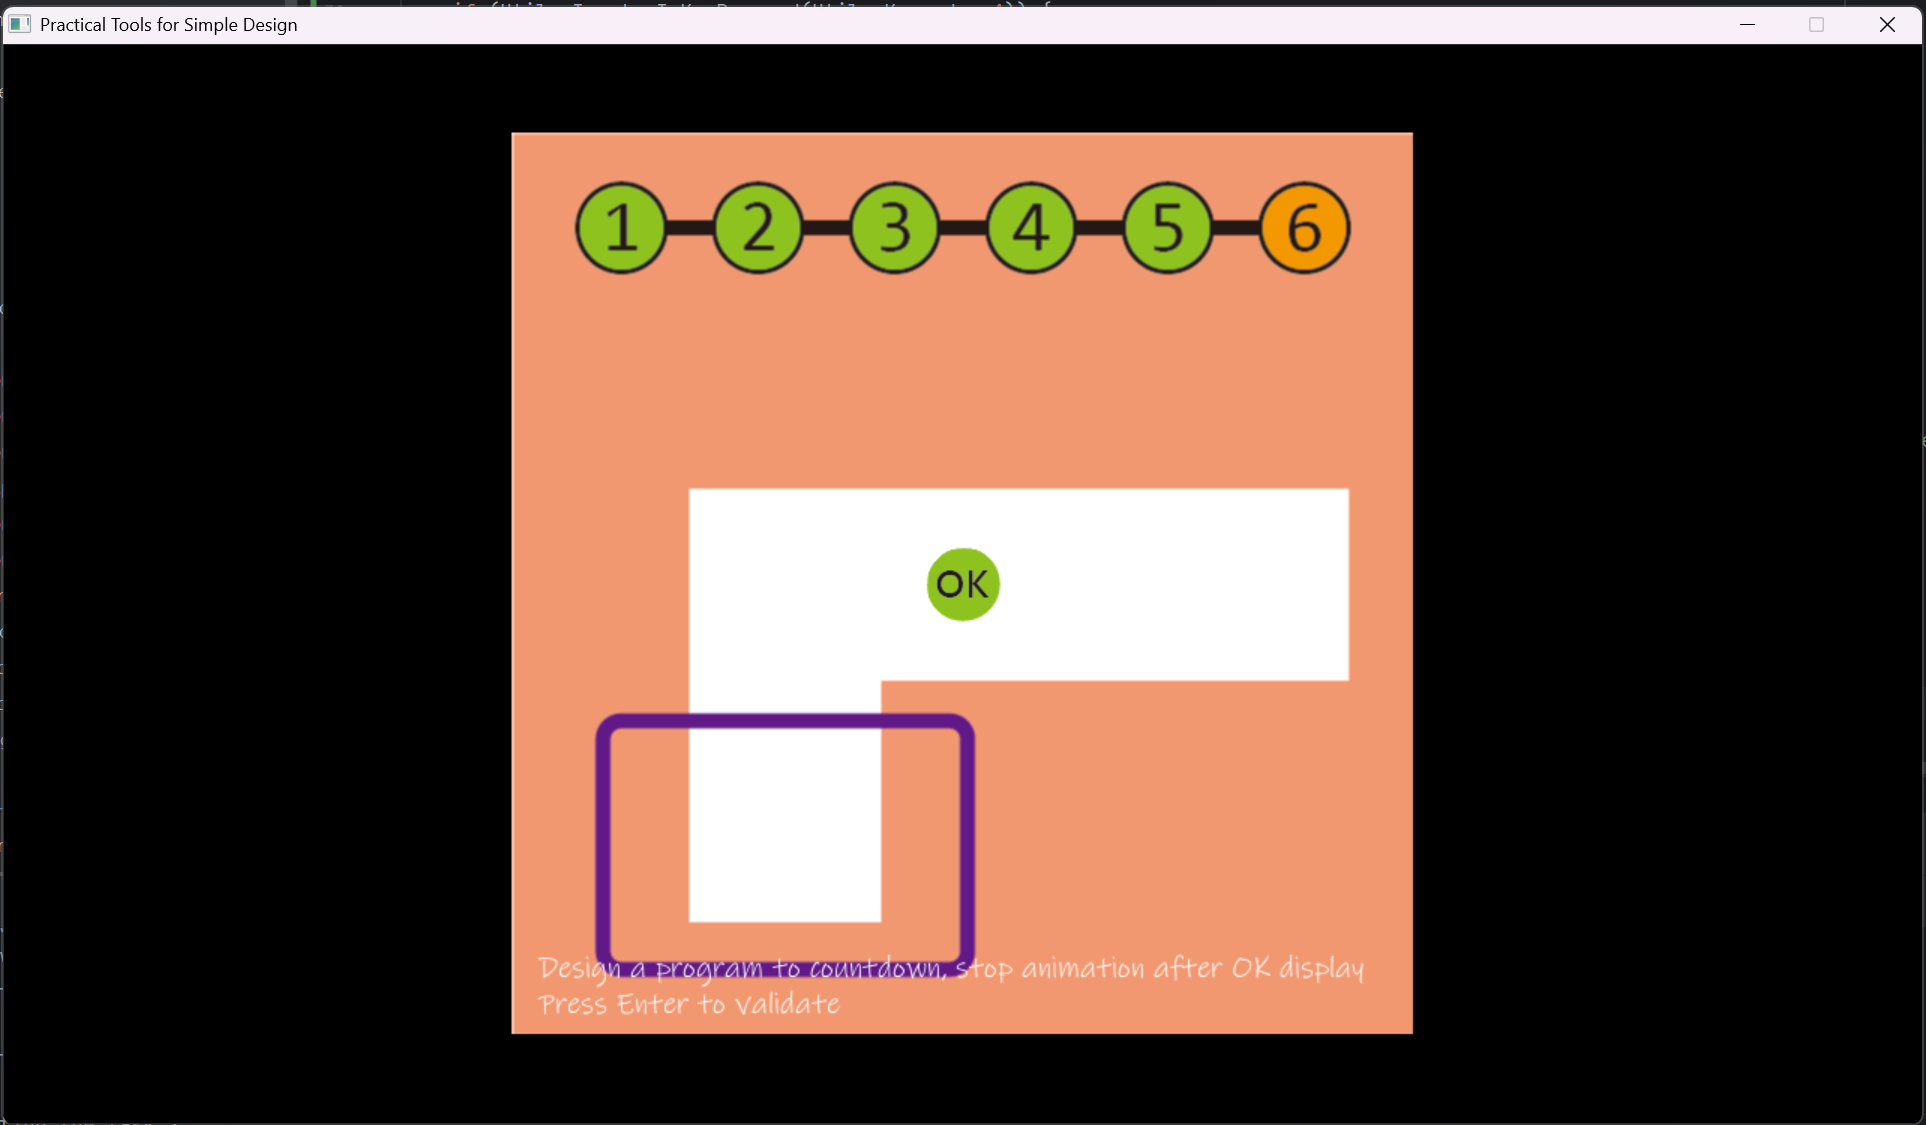 Practical Tools for Simple Design
1 2 3 4 5 6
OK
Design a program to countdown, stop animation after OK display
Press Enter to Validate